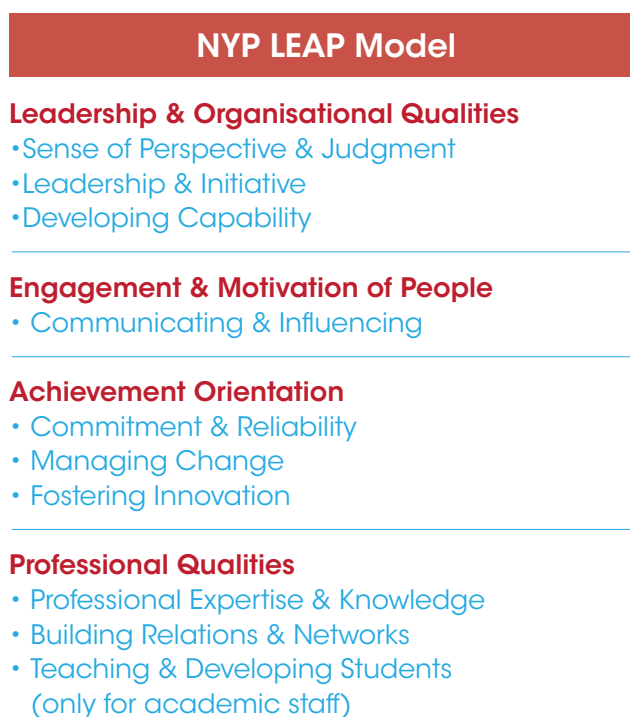 NYP LEAP Model
Leadership & Organisational Qualities
•Sense of Perspective & Judgment
•Leadership & Initiative
•Developing Capability
Engagement & Motivation of People
• Communicating & Influencing
Achievement Orientation
• Commitment & Reliability
• Managing Change
• Fostering Innovation
Professional Qualities
• Professional Expertise & Knowledge
• Building Relations & Networks
• Teaching & Developing Students
(only for academic staff)